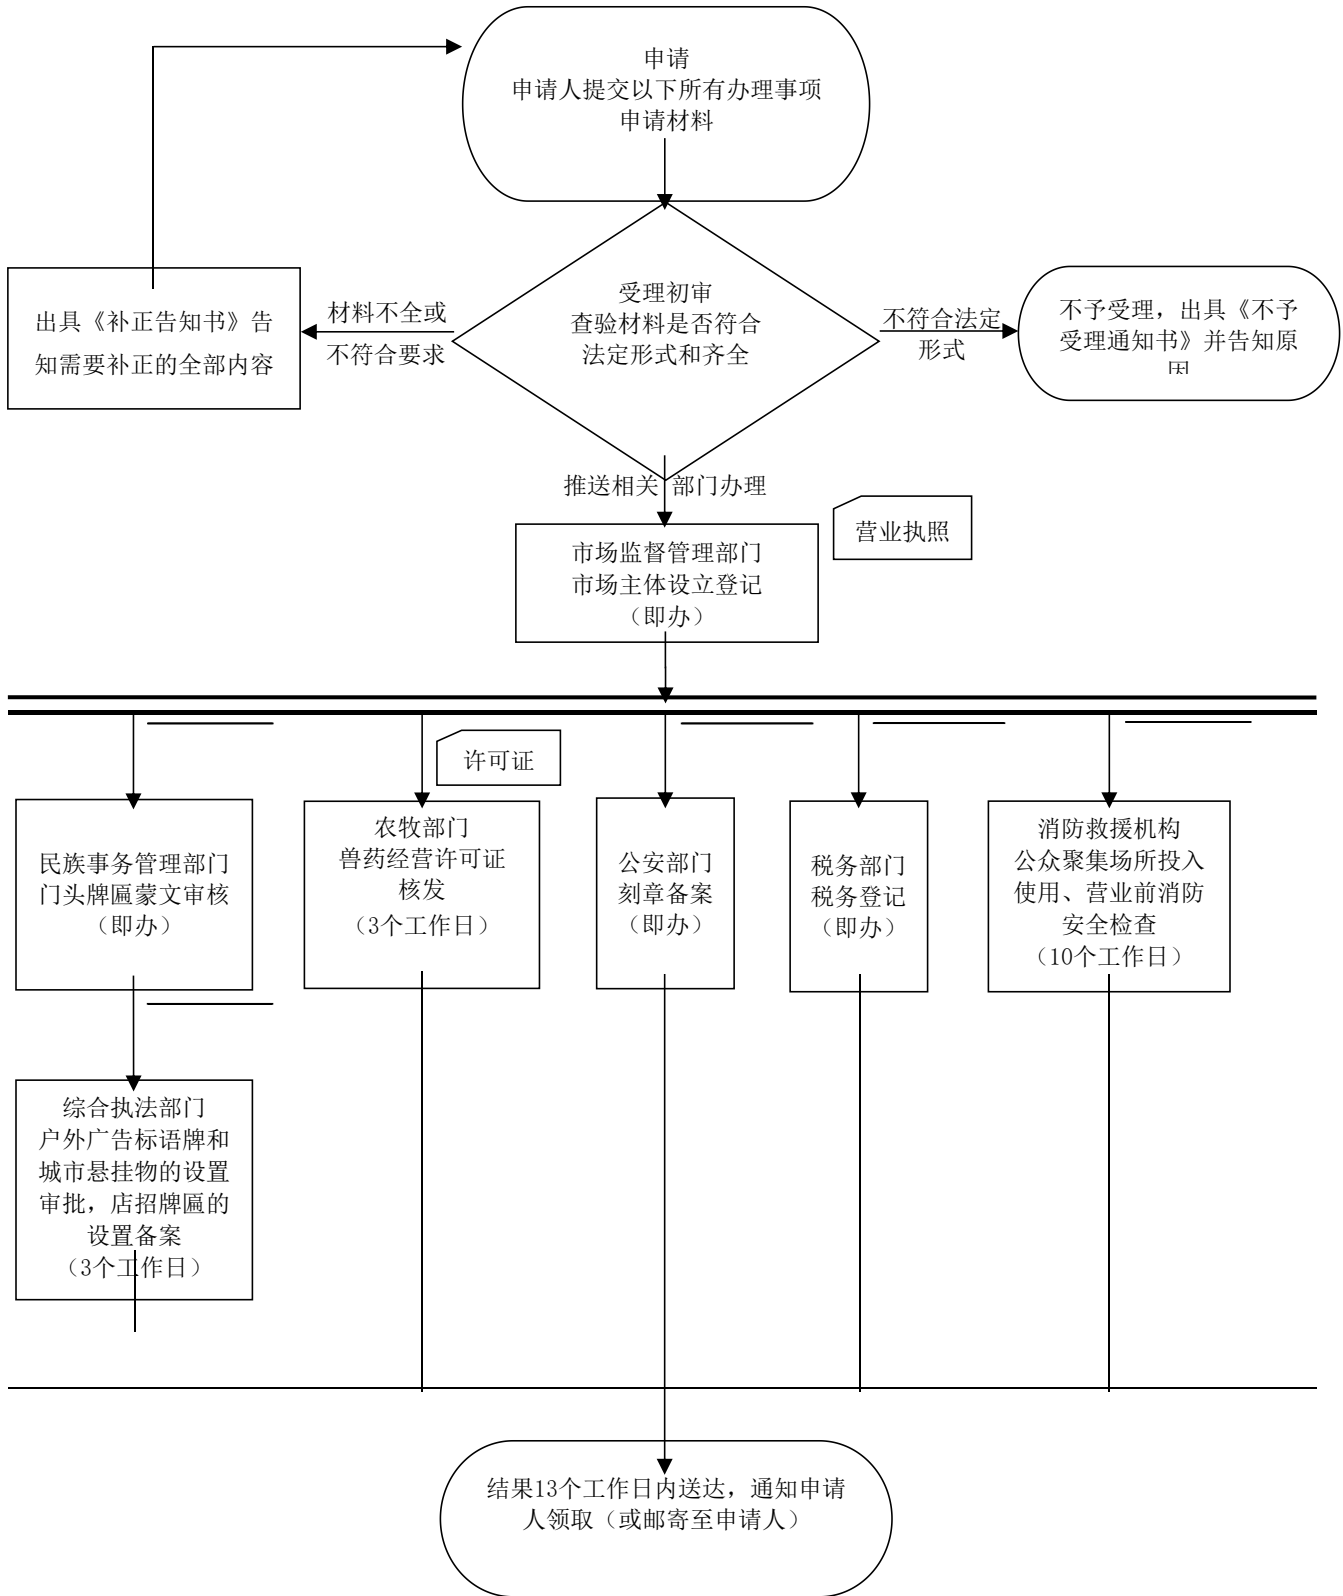 申请
申请人提交以下所有办理事项
申请材料
受理初审
查验材料是否符合
法定形式和齐全
材料不全或
不符合要求
出具《补正告知书》告
知需要补正的全部内容
不符合法定
形式
不予受理，出具《不予
受理通知书》并告知原
因
推送相关 部门办理
营业执照
市场监督管理部门
市场主体设立登记
（即办）
许可证
民族事务管理部门
门头牌匾蒙文审核
（即办）
农牧部门
兽药经营许可证
核发
（3个工作日）
公安部门
刻章备案
（即办）
税务部门
税务登记
（即办）
消防救援机构
公众聚集场所投入
使用、营业前消防
安全检查
（10个工作日）
综合执法部门
户外广告标语牌和
城市悬挂物的设置
审批，店招牌匾的
设置备案
（3个工作日）
结果13个工作日内送达，通知申请
人领取（或邮寄至申请人）